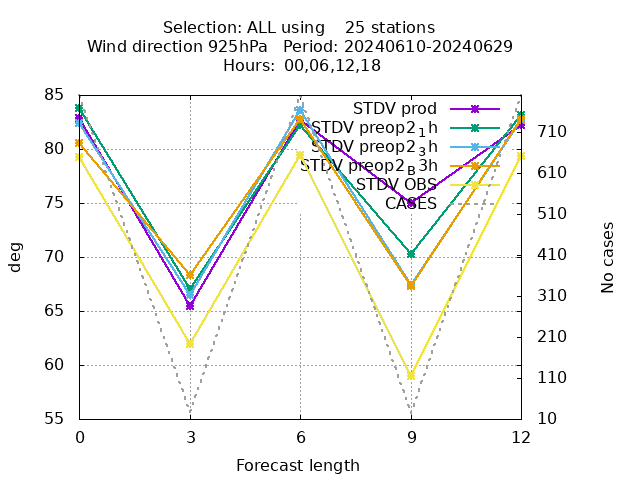 Selection: ALL using 25 stations
Wind direction 925hPa Period: 20240610-20240629
Hours: 00,06,12,18
STDV prod
STDV preop2₁h
STDV preop2₃h
STDV preop2_B3h
STDV OBS
CASES
85
80
75
70
65
60
55
deg
710
610
510
410
310
210
110
10
No cases
0 3 6 9 12
Forecast length